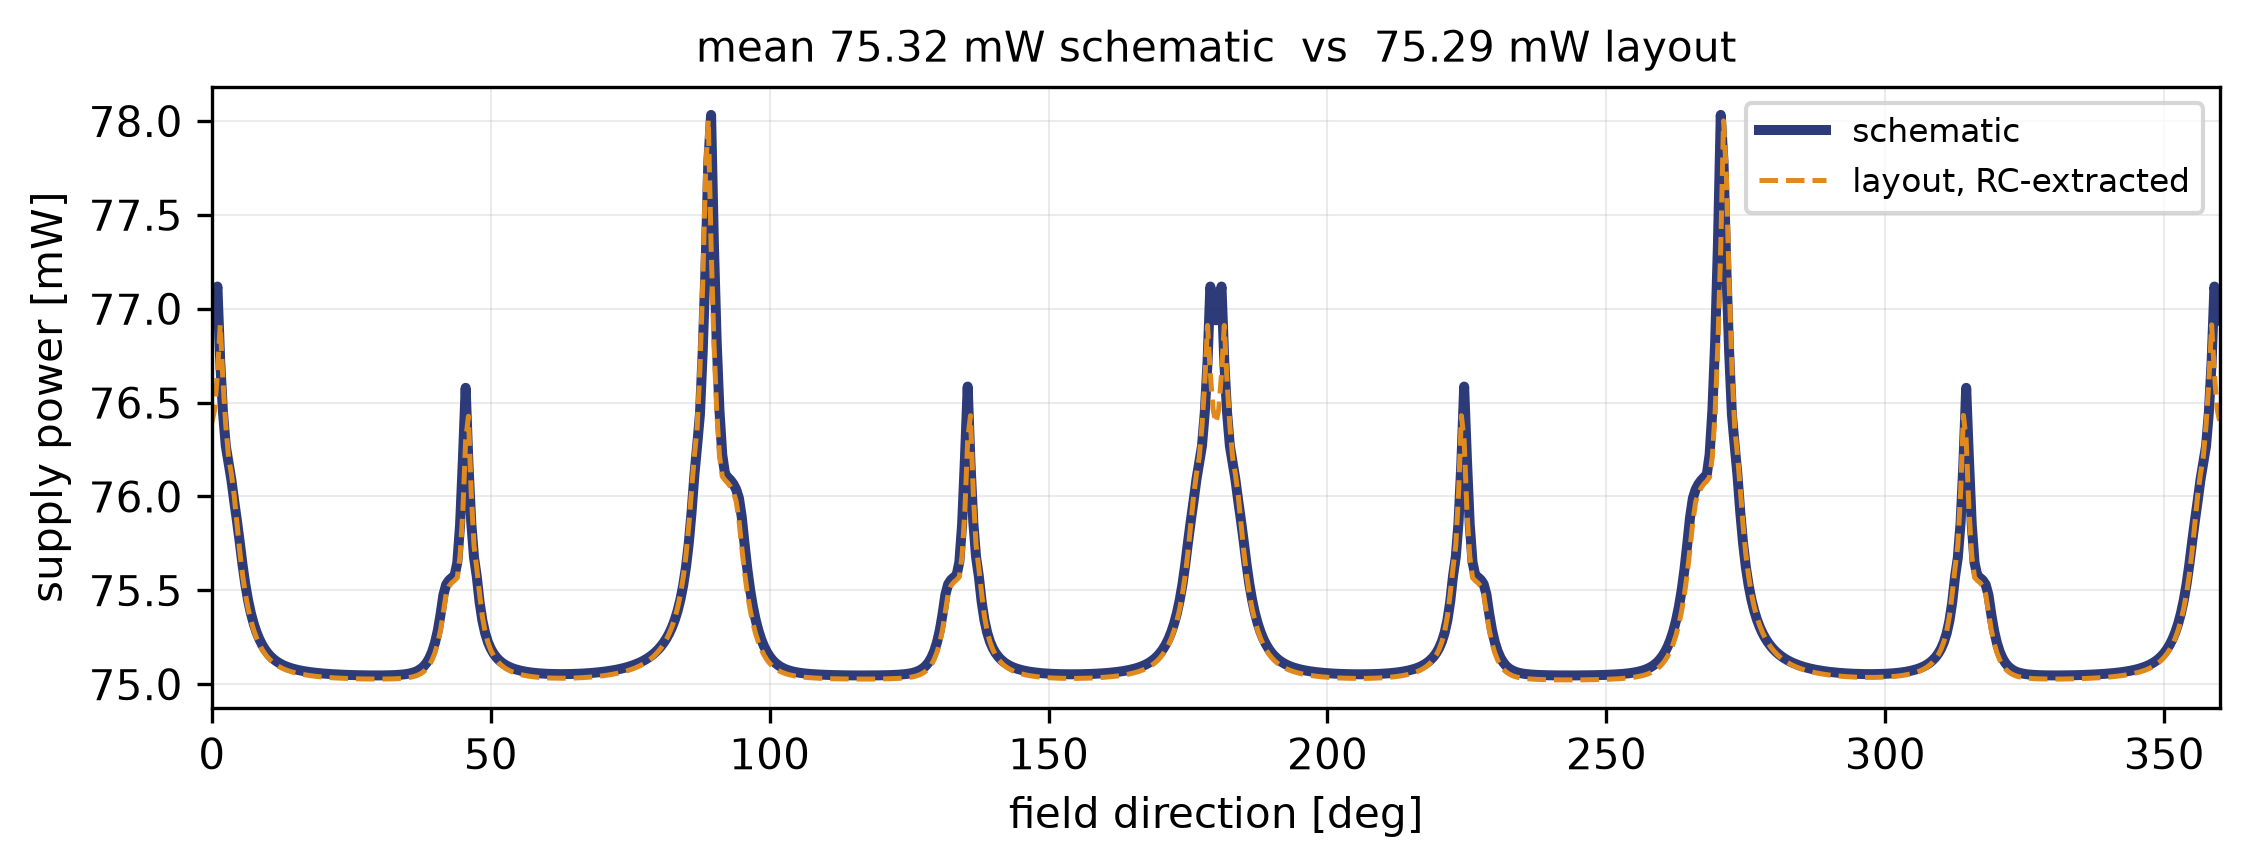 mean 75.32 mW schematic  vs  75.29 mW layout
supply power [mW]
78.0
77.5
77.0
76.5
76.0
75.5
75.0
schematic
layout, RC-extracted
0 50 100 150 200 250 300 350
field direction [deg]